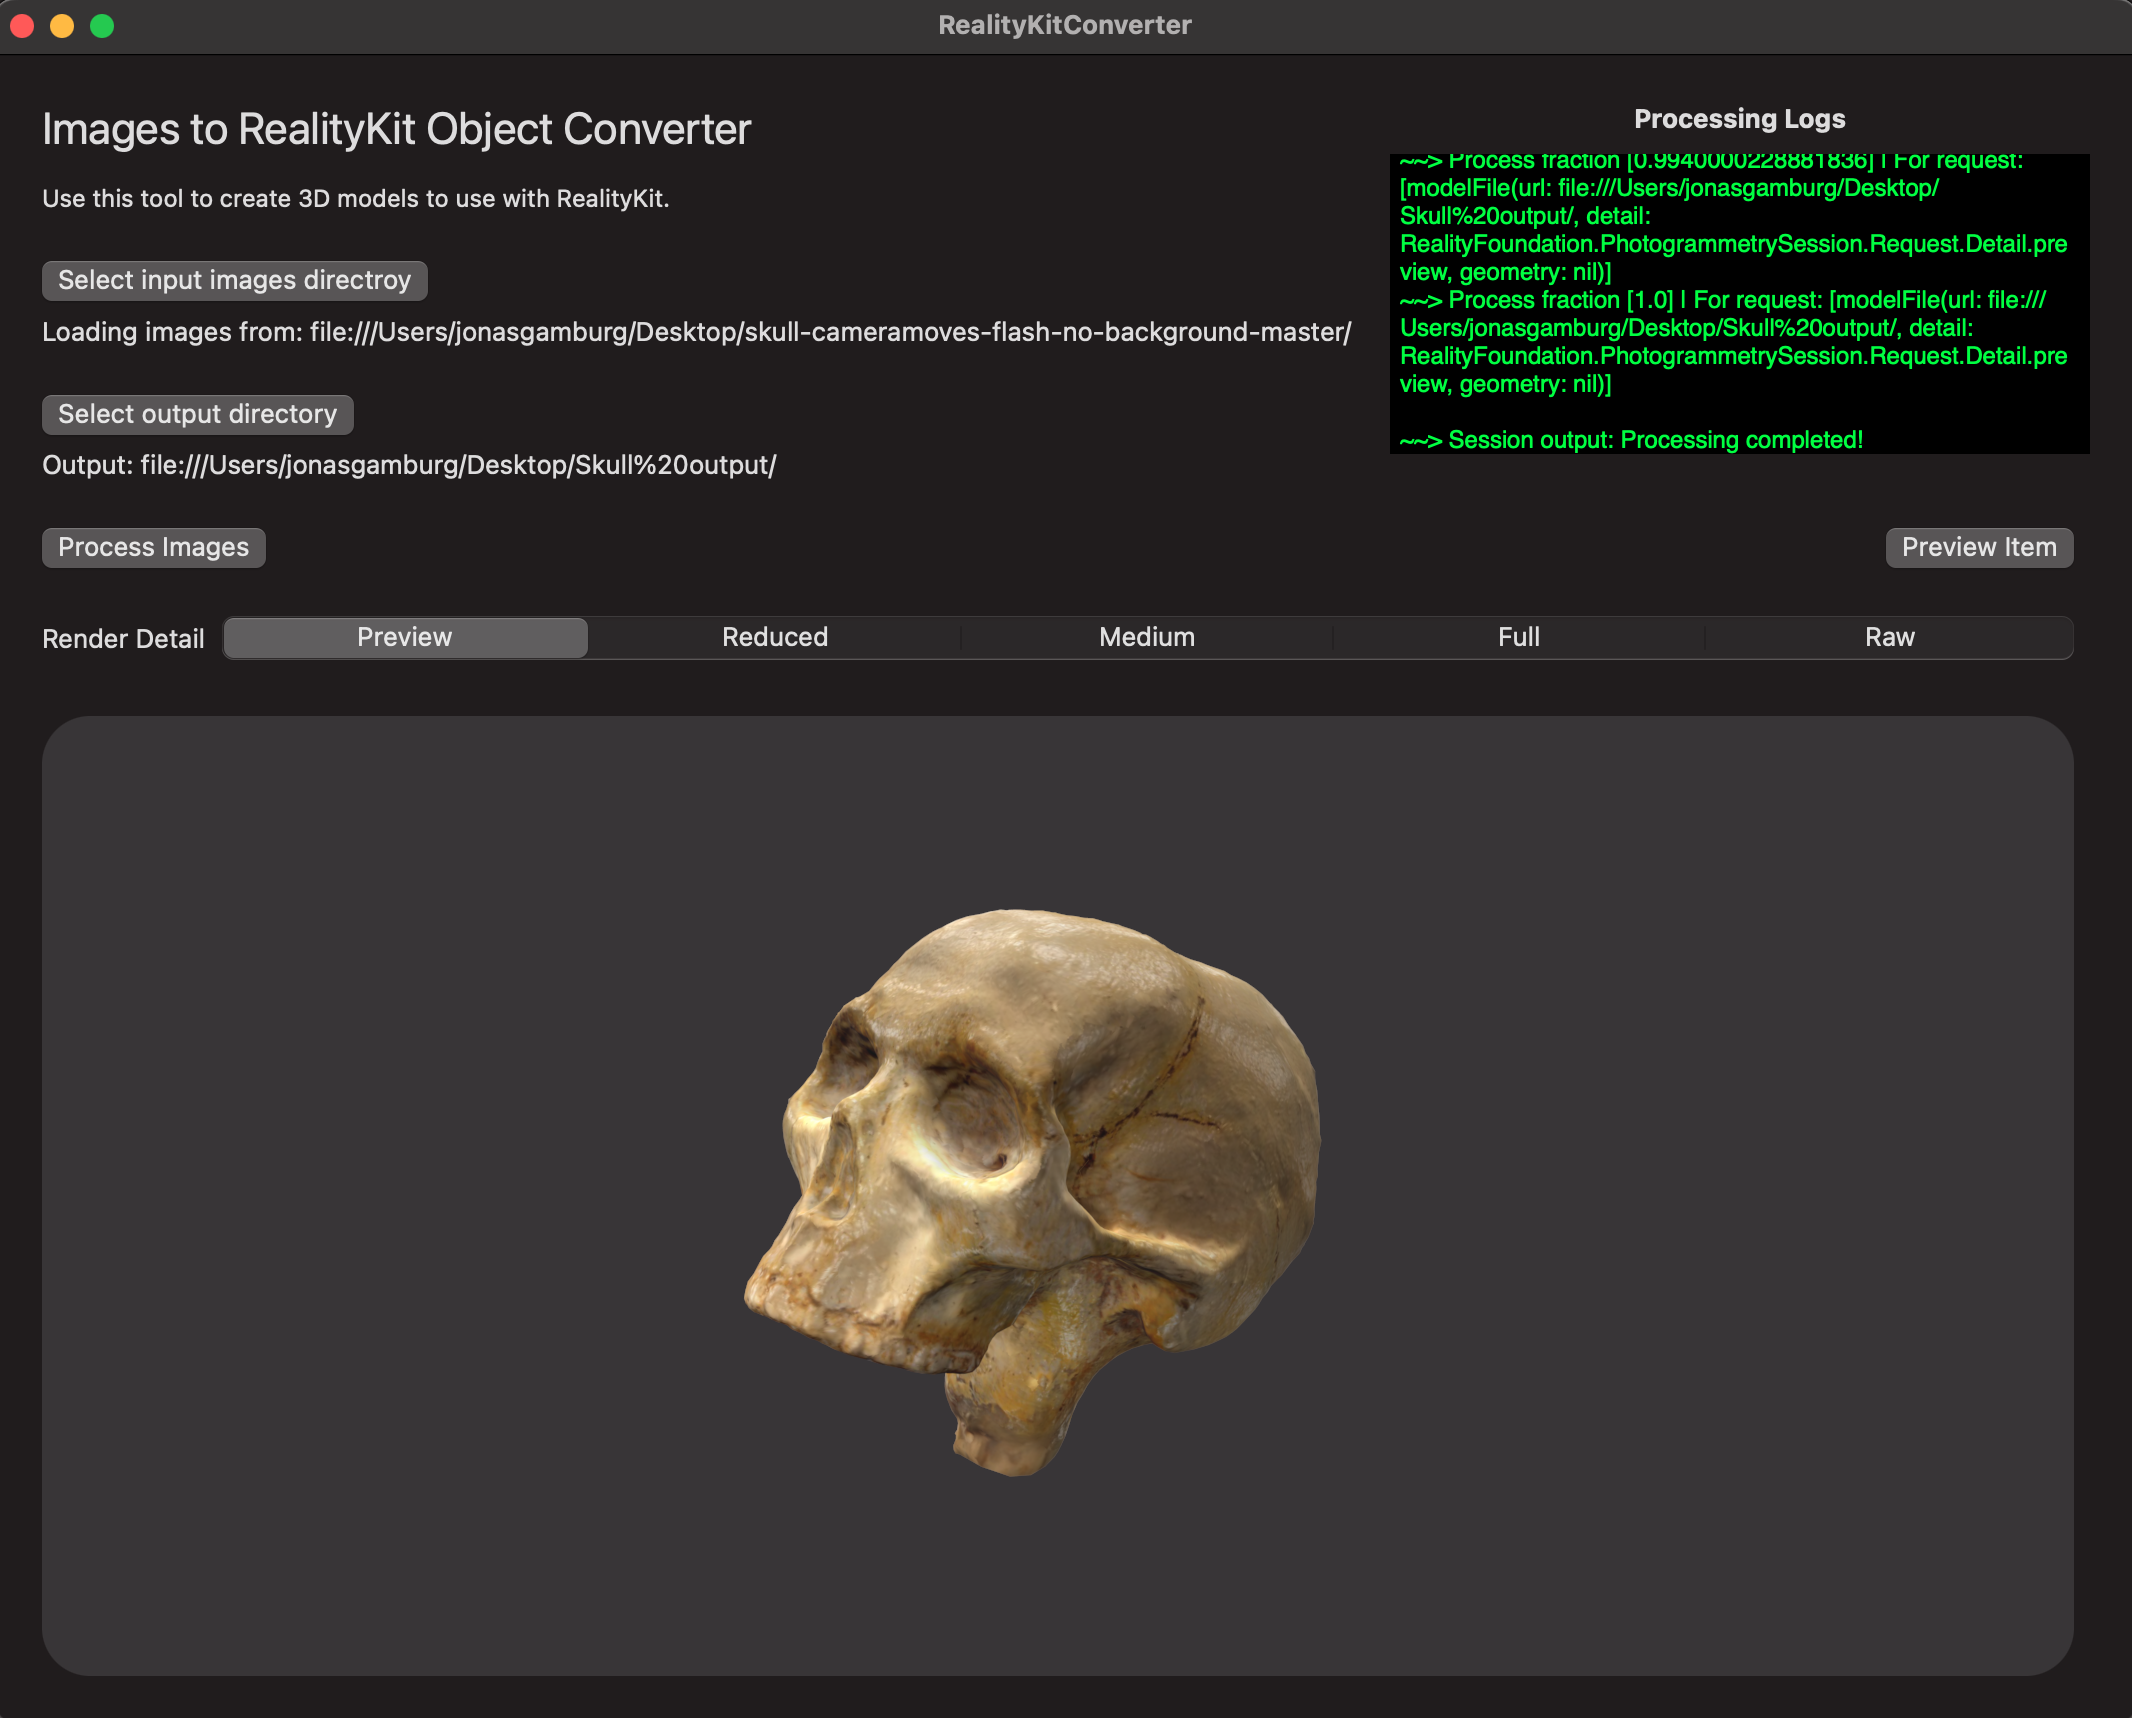 RealityKitConverter
Images to RealityKit Object Converter
Use this tool to create 3D models to use with RealityKit.
Select input images directroy
Loading images from: file:///Users/jonasgamburg/Desktop/skull-cameramoves-flash-no-background-master/
Select output directory
Output: file:///Users/jonasgamburg/Desktop/Skull%20output/
Processing Logs
~~> Process fraction [0.9940000228881836] | For request:
[modelFile(url: file:///Users/jonasgamburg/Desktop/
Skull%20output/, detail:
RealityFoundation.PhotogrammetrySession.Request.Detail.pre
view, geometry: nil)]
~~> Process fraction [1.0] | For request: [modelFile(url: file:///
Users/jonasgamburg/Desktop/Skull%20output/, detail:
RealityFoundation.PhotogrammetrySession.Request.Detail.pre
view, geometry: nil)]
~~> Session output: Processing completed!
Process Images
Preview Item
Render Detail
Preview
Reduced
Medium
Full
Raw